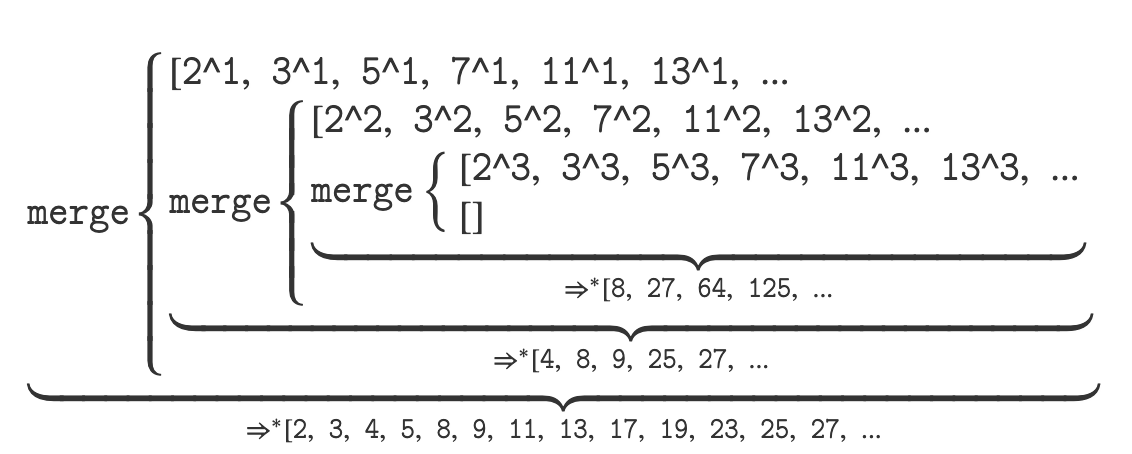 [2^1, 3^1, 5^1, 7^1, 11^1, 13^1, ...
[2^2, 3^2, 5^2, 7^2, 11^2, 13^2, ...
[2^3, 3^3, 5^3, 7^3, 11^3, 13^3, ...
merge merge merge
[]
⇒*[8, 27, 64, 125, ...
⇒*[4, 8, 9, 25, 27, ...
⇒*[2, 3, 4, 5, 8, 9, 11, 13, 17, 19, 23, 25, 27, ...